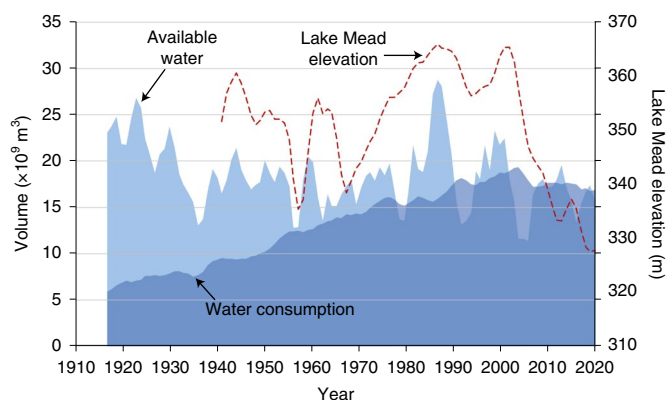 35
30
25
20
15
10
5
0
Volume (×10⁹ m³)
370
360
350
340
330
320
310
Lake Mead elevation (m)
Available
water
Lake Mead
elevation
Water consumption
1910 1920 1930 1940 1950 1960 1970 1980 1990 2000 2010 2020
Year